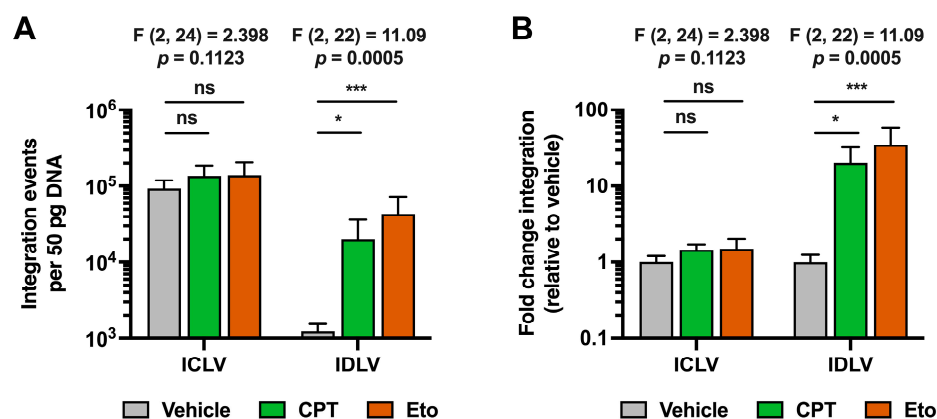 A
F (2, 24) = 2.398
p = 0.1123
F (2, 22) = 11.09
p = 0.0005
ns
ns
***
*
10⁶
10⁵
10⁴
10³
Integration events
per 50 pg DNA
ICLV
IDLV
Vehicle
CPT
Eto
B
F (2, 24) = 2.398
p = 0.1123
F (2, 22) = 11.09
p = 0.0005
ns
ns
***
*
100
10
1
0.1
Fold change integration
(relative to vehicle)
ICLV
IDLV
Vehicle
CPT
Eto